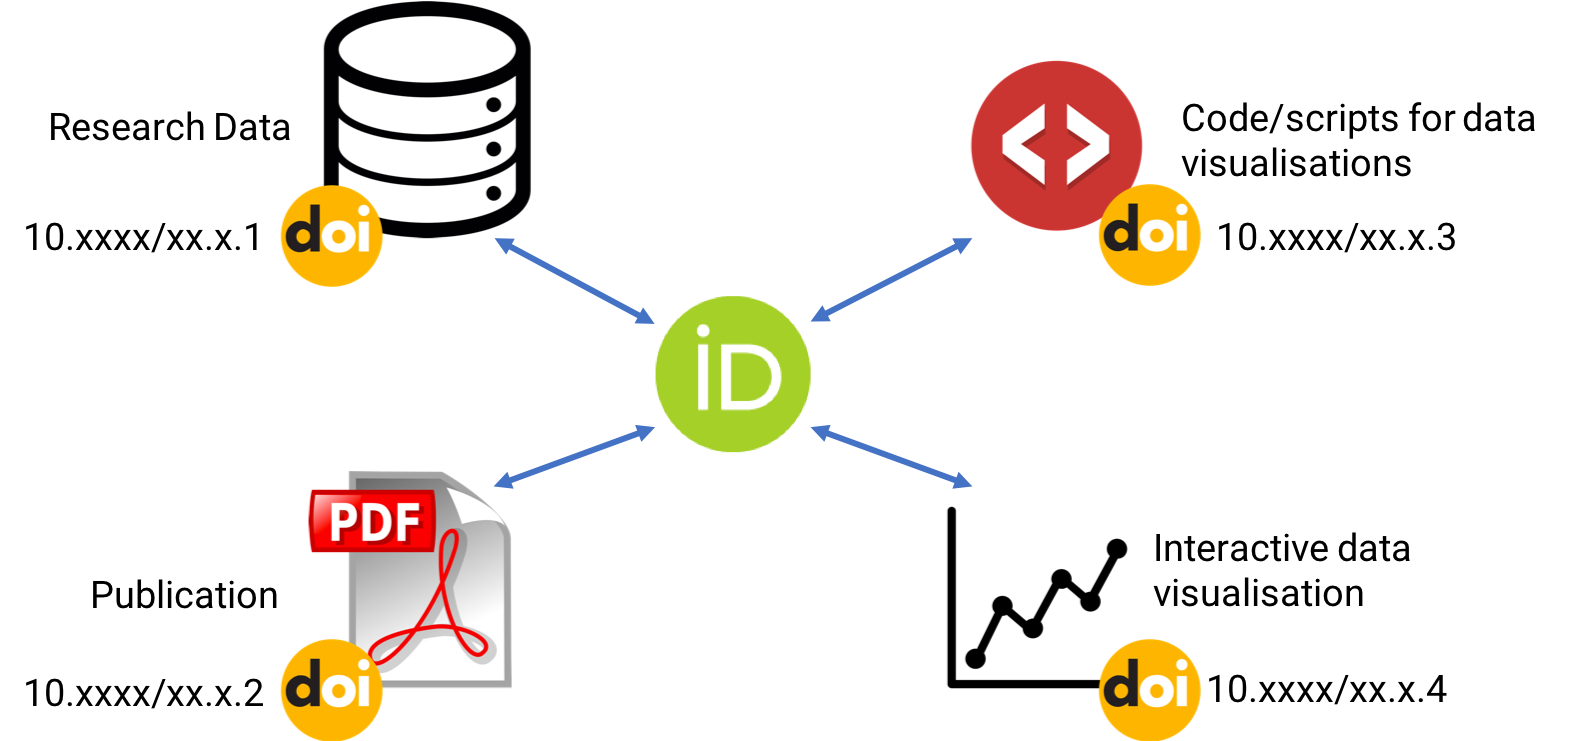 Research Data
10.xxxx/xx.x.1
doi
Code/scripts for data
visualisations
doi
10.xxxx/xx.x.3
iD
PDF
Publication
10.xxxx/xx.x.2
doi
Interactive data
visualisation
doi
10.xxxx/xx.x.4